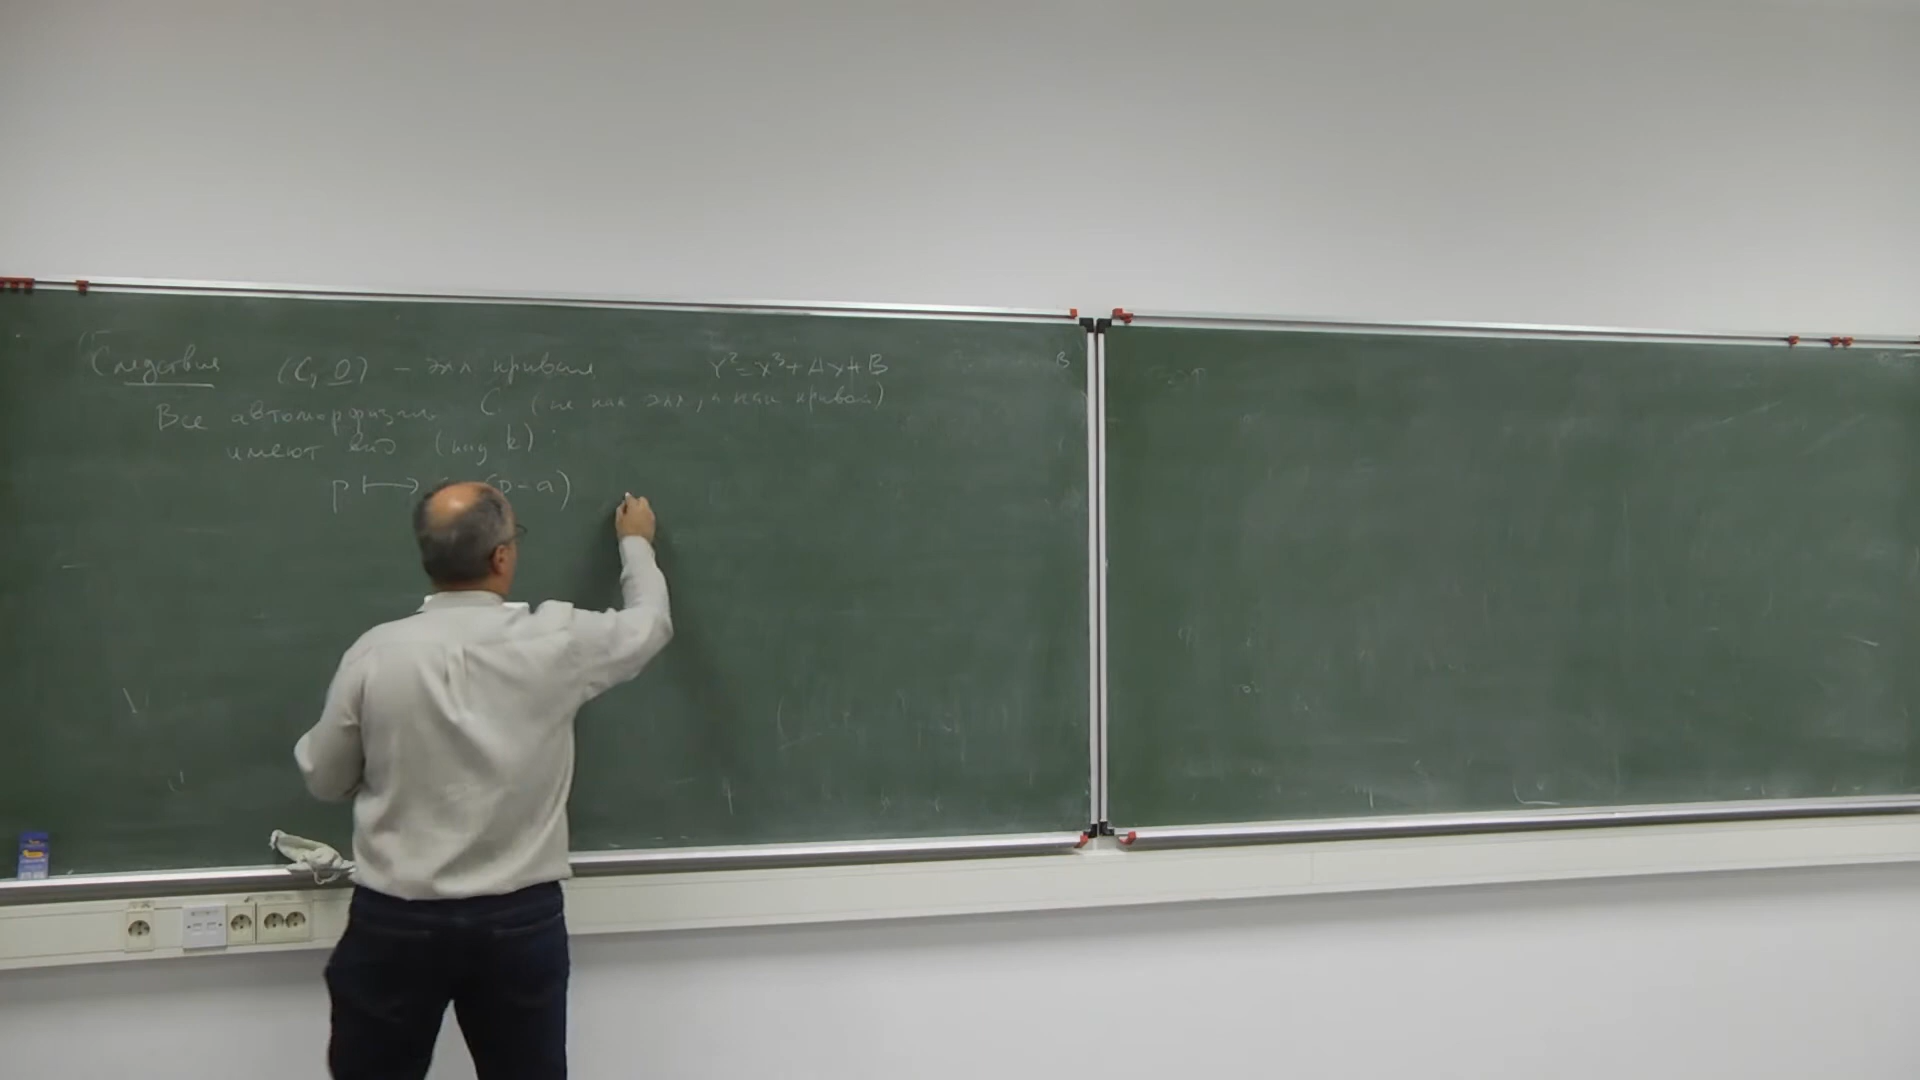 Следствие (C, O) – элл кривая Y² = x³ + Ax + B
Все автоморфизмы C (не как элл, а как кривой)
имеют вид (над k):
p ⟼ (p – a)